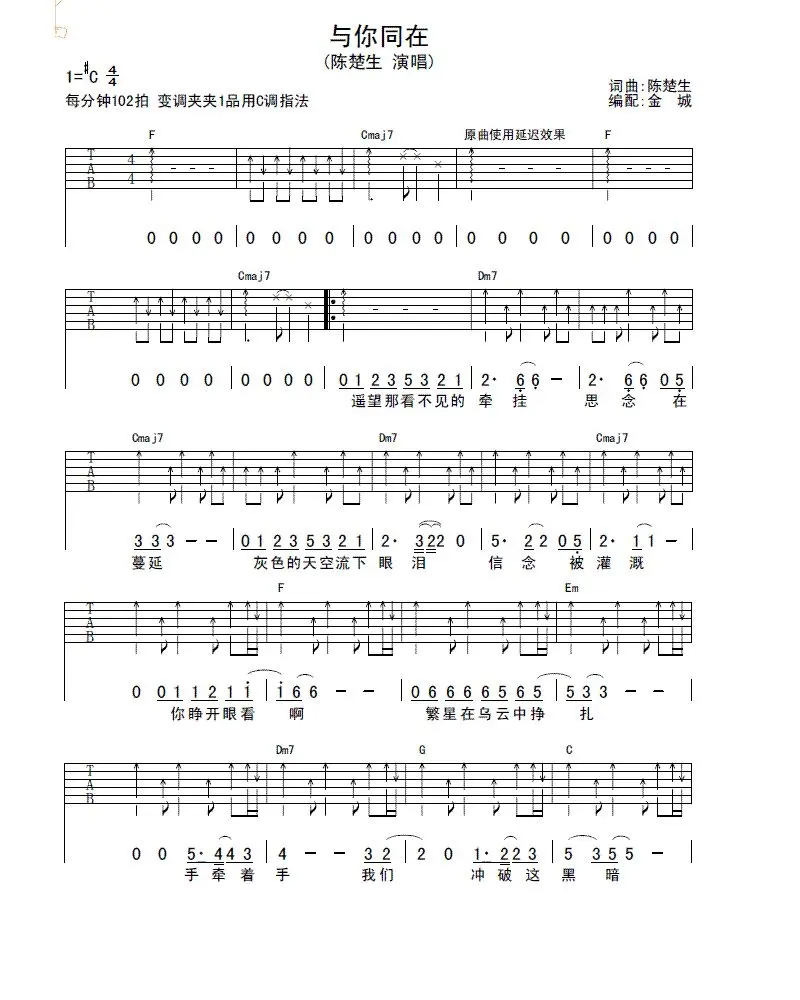 与你同在
(陈楚生 演唱)
1=#C 4/4
词曲:陈楚生
每分钟102拍 变调夹夹1品用C调指法
编配:金 城
F Cmaj7 原曲使用延迟效果 F
T A B 4 4
0 0 0 0 0 0 0 0 0 0 0 0 0 0 0 0 0 0 0 0
Cmaj7 Dm7
T A B
0 0 0 0 0 0 0 0 0 1 2 3 5 3 2 1 2· 6 6 — 2· 6 6 0 5
遥望那看不见的 牵 挂 思 念 在
Cmaj7 Dm7 Cmaj7
T A B
3 3 3 — — 0 1 2 3 5 3 2 1 2· 3 2 2 0 5· 2 2 0 5 2· 1 1 —
蔓延 灰色的天空流下 眼 泪 信 念 被 灌 溉
F Em
T A B
0 0 1 1 2 1 1 i 6 6 — — 0 6 6 6 6 5 6 5 5 3 3 — —
你睁开眼看 啊 繁星在乌云中挣 扎
Dm7 G C
T A B
0 0 5· 4 4 3 4 — — 3 2 2 0 1· 2 2 3 5 3 5 5 —
手 牵 着 手 我们 冲 破 这 黑 暗